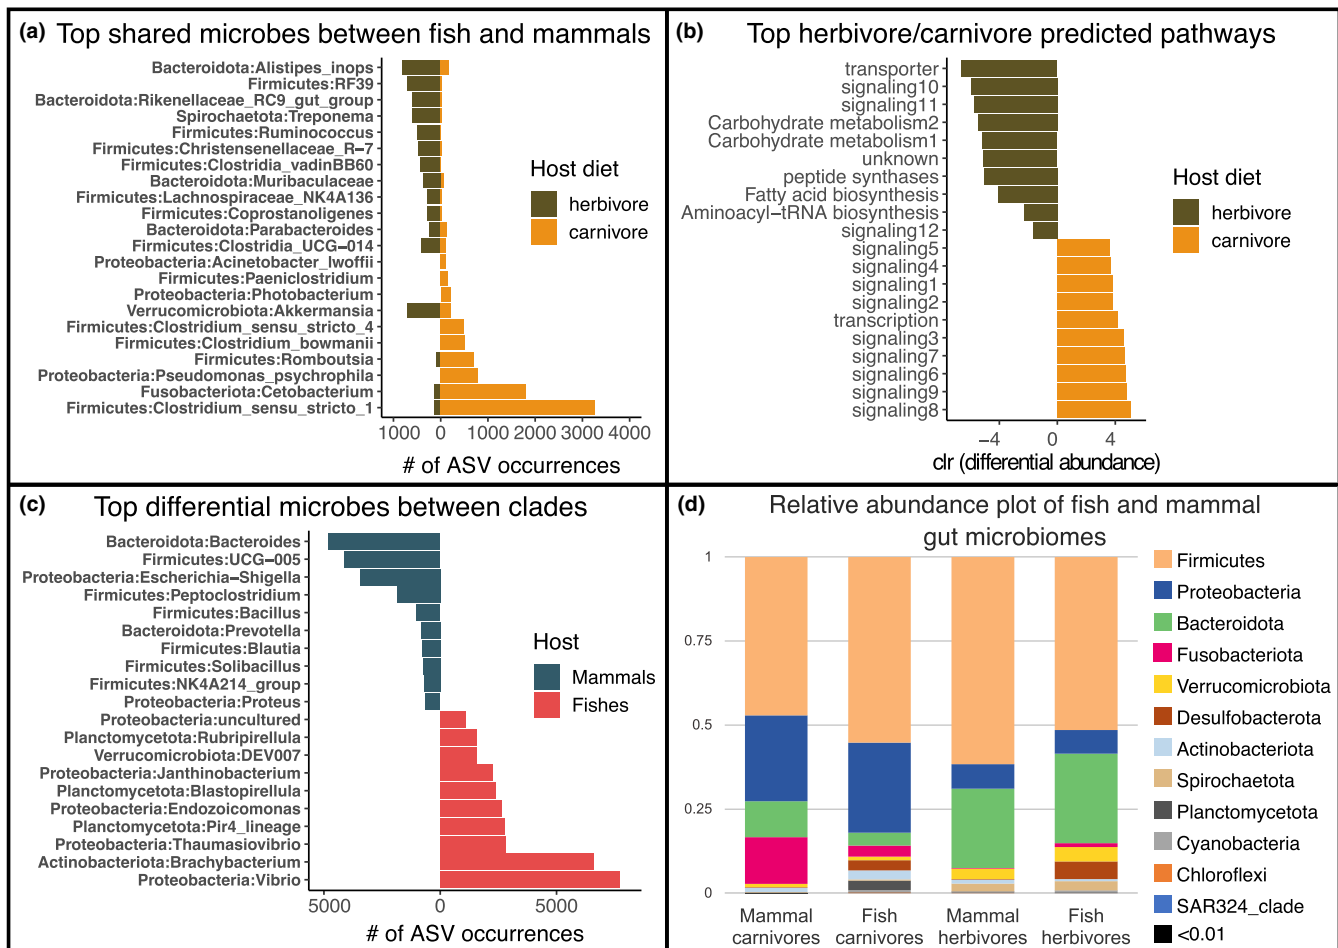 (a) Top shared microbes between fish and mammals
Bacteroidota:Alistipes_inops
Firmicutes:RF39
Bacteroidota:Rikenellaceae_RC9_gut_group
Spirochaetota:Treponema
Firmicutes:Ruminococcus
Firmicutes:Christensenellaceae_R−7
Firmicutes:Clostridia_vadinBB60
Bacteroidota:Muribaculaceae
Firmicutes:Lachnospiraceae_NK4A136
Firmicutes:Coprostanoligenes
Bacteroidota:Parabacteroides
Firmicutes:Clostridia_UCG−014
Proteobacteria:Acinetobacter_lwoffii
Firmicutes:Paeniclostridium
Proteobacteria:Photobacterium
Verrucomicrobiota:Akkermansia
Firmicutes:Clostridium_sensu_stricto_4
Firmicutes:Clostridium_bowmanii
Firmicutes:Romboutsia
Proteobacteria:Pseudomonas_psychrophila
Fusobacteriota:Cetobacterium
Firmicutes:Clostridium_sensu_stricto_1
1000 0 1000 2000 3000 4000
# of ASV occurrences
Host diet
herbivore
carnivore
(b) Top herbivore/carnivore predicted pathways
transporter
signaling10
signaling11
Carbohydrate metabolism2
Carbohydrate metabolism1
unknown
peptide synthases
Fatty acid biosynthesis
Aminoacyl−tRNA biosynthesis
signaling12
signaling5
signaling4
signaling1
signaling2
transcription
signaling3
signaling7
signaling6
signaling9
signaling8
−4 0 4
clr (differential abundance)
Host diet
herbivore
carnivore
(c) Top differential microbes between clades
Bacteroidota:Bacteroides
Firmicutes:UCG−005
Proteobacteria:Escherichia−Shigella
Firmicutes:Peptoclostridium
Firmicutes:Bacillus
Bacteroidota:Prevotella
Firmicutes:Blautia
Firmicutes:Solibacillus
Firmicutes:NK4A214_group
Proteobacteria:Proteus
Proteobacteria:uncultured
Planctomycetota:Rubripirellula
Verrucomicrobiota:DEV007
Proteobacteria:Janthinobacterium
Planctomycetota:Blastopirellula
Proteobacteria:Endozoicomonas
Planctomycetota:Pir4_lineage
Proteobacteria:Thaumasiovibrio
Actinobacteriota:Brachybacterium
Proteobacteria:Vibrio
5000 0 5000
# of ASV occurrences
Host
Mammals
Fishes
(d) Relative abundance plot of fish and mammal
gut microbiomes
1
0.75
0.5
0.25
0
Mammal Fish Mammal Fish
carnivores carnivores herbivores herbivores
Firmicutes
Proteobacteria
Bacteroidota
Fusobacteriota
Verrucomicrobiota
Desulfobacterota
Actinobacteriota
Spirochaetota
Planctomycetota
Cyanobacteria
Chloroflexi
SAR324_clade
<0.01